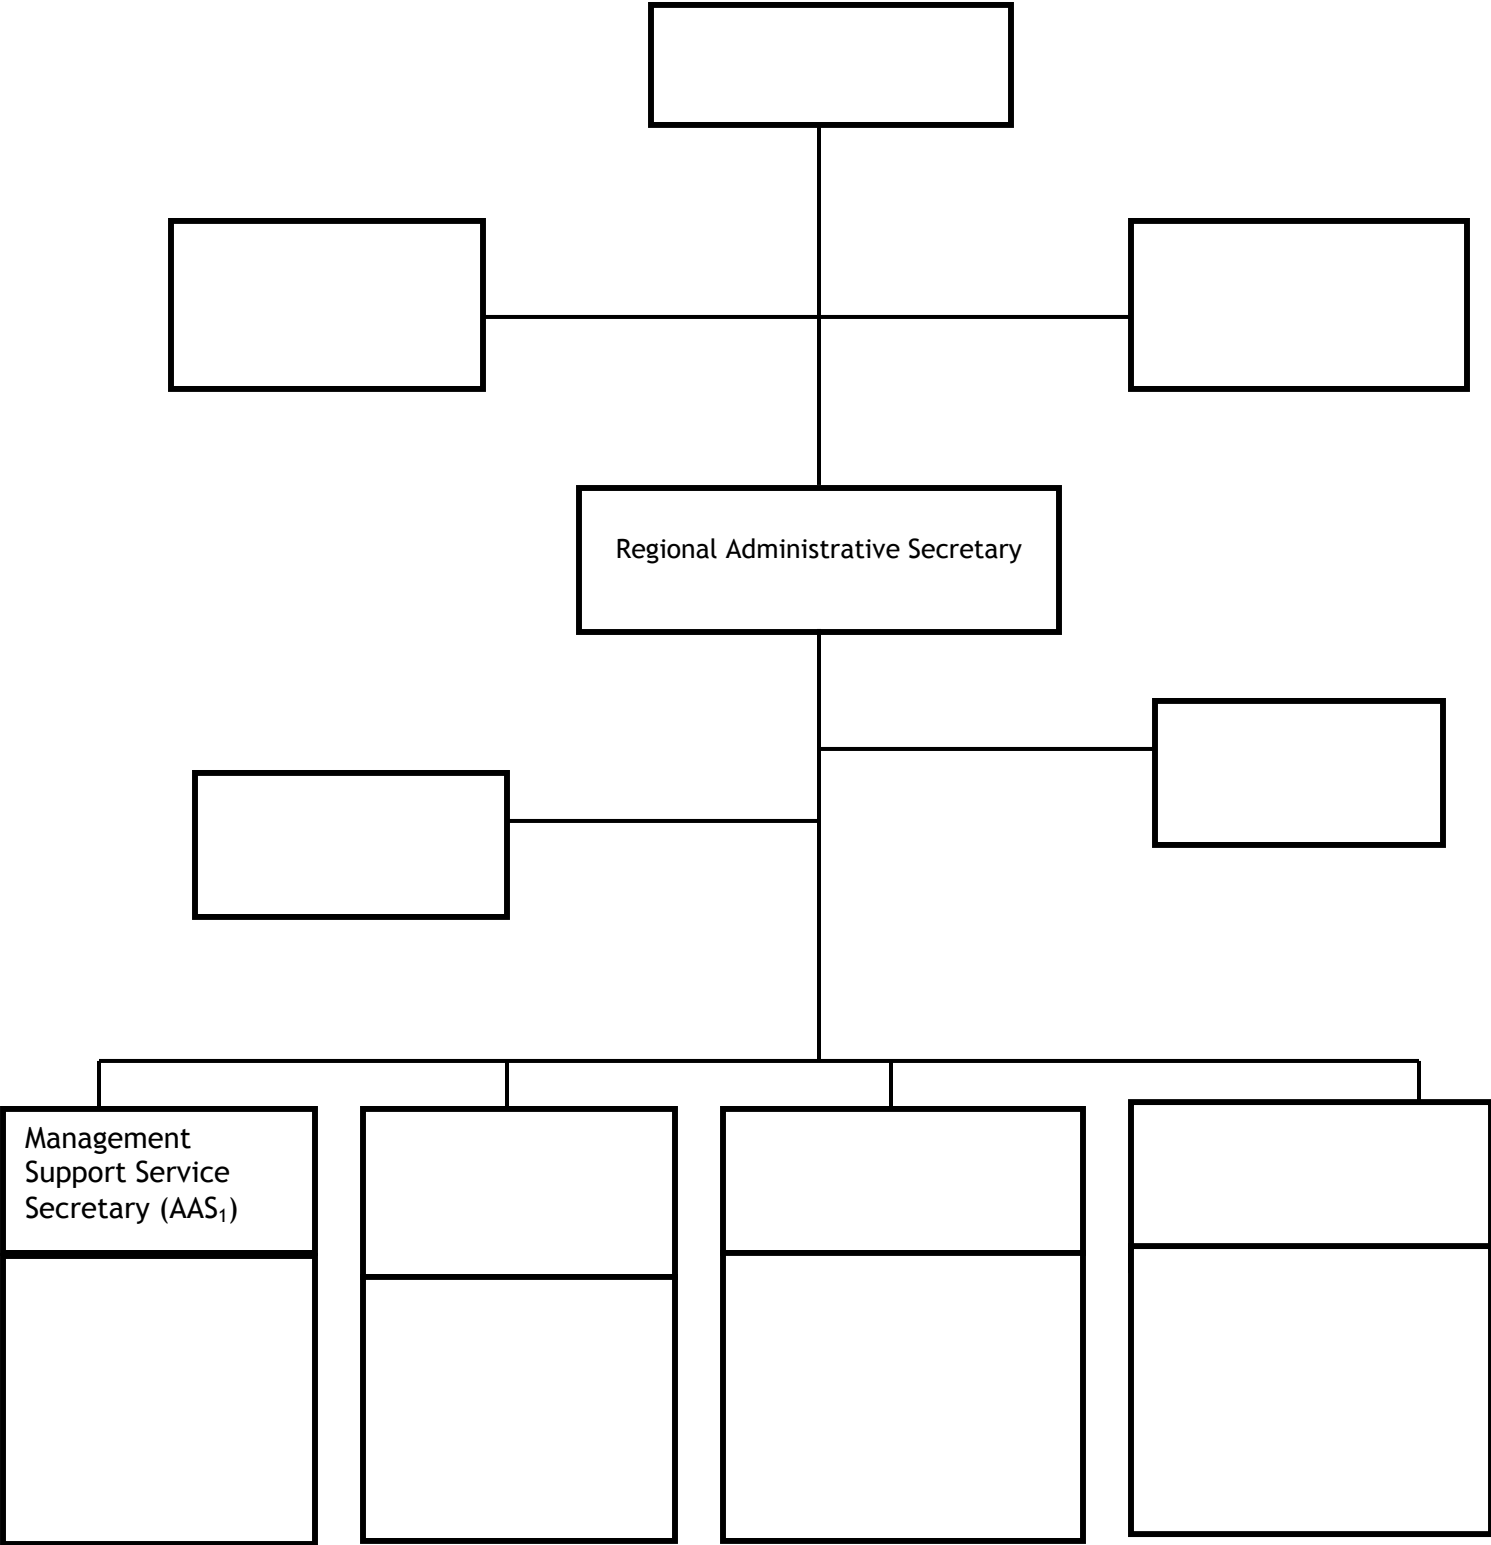 Regional Administrative Secretary
Management
Support Service
Secretary (AAS₁)